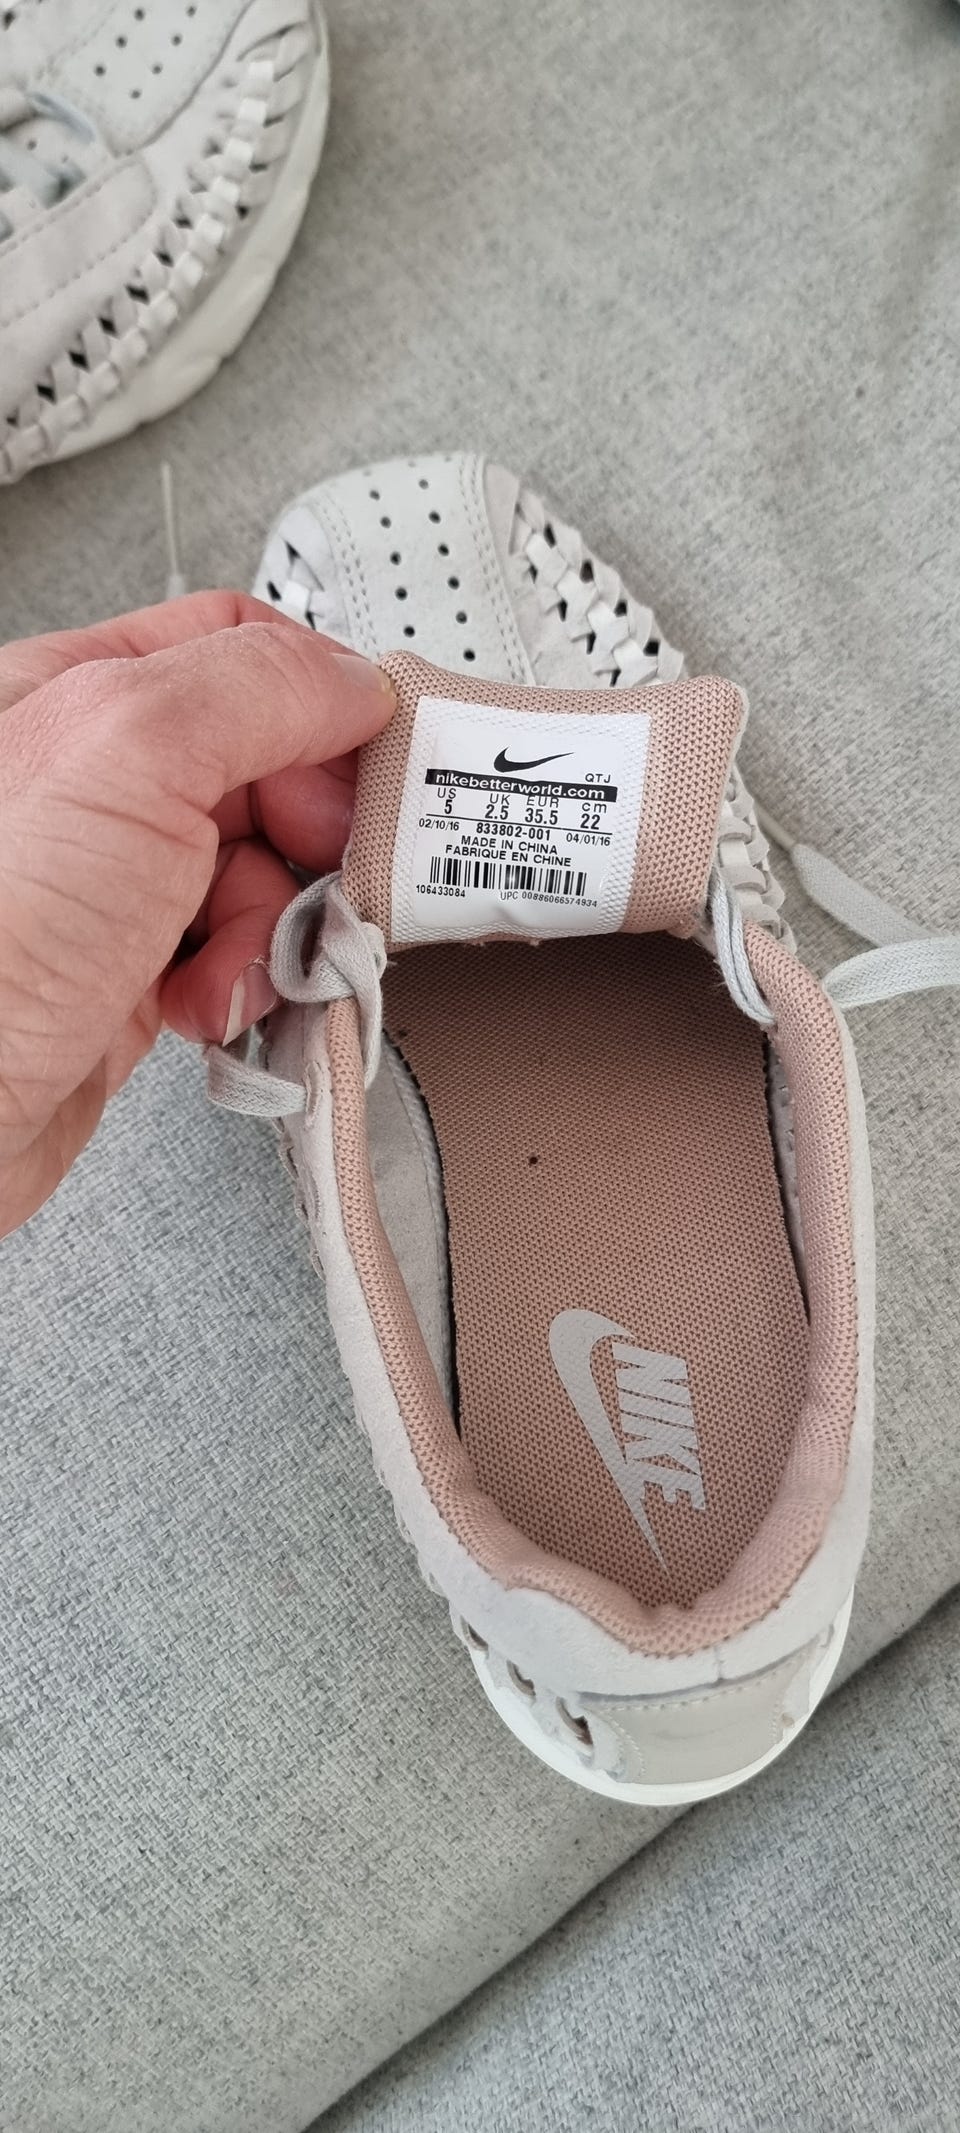 QTJ
nikebetterworld.com
US UK EUR cm
5 2.5 35.5 22
02/10/16 833802-001 04/01/16
MADE IN CHINA
FABRIQUE EN CHINE
106433084 UPC 00886066574934
NIKE